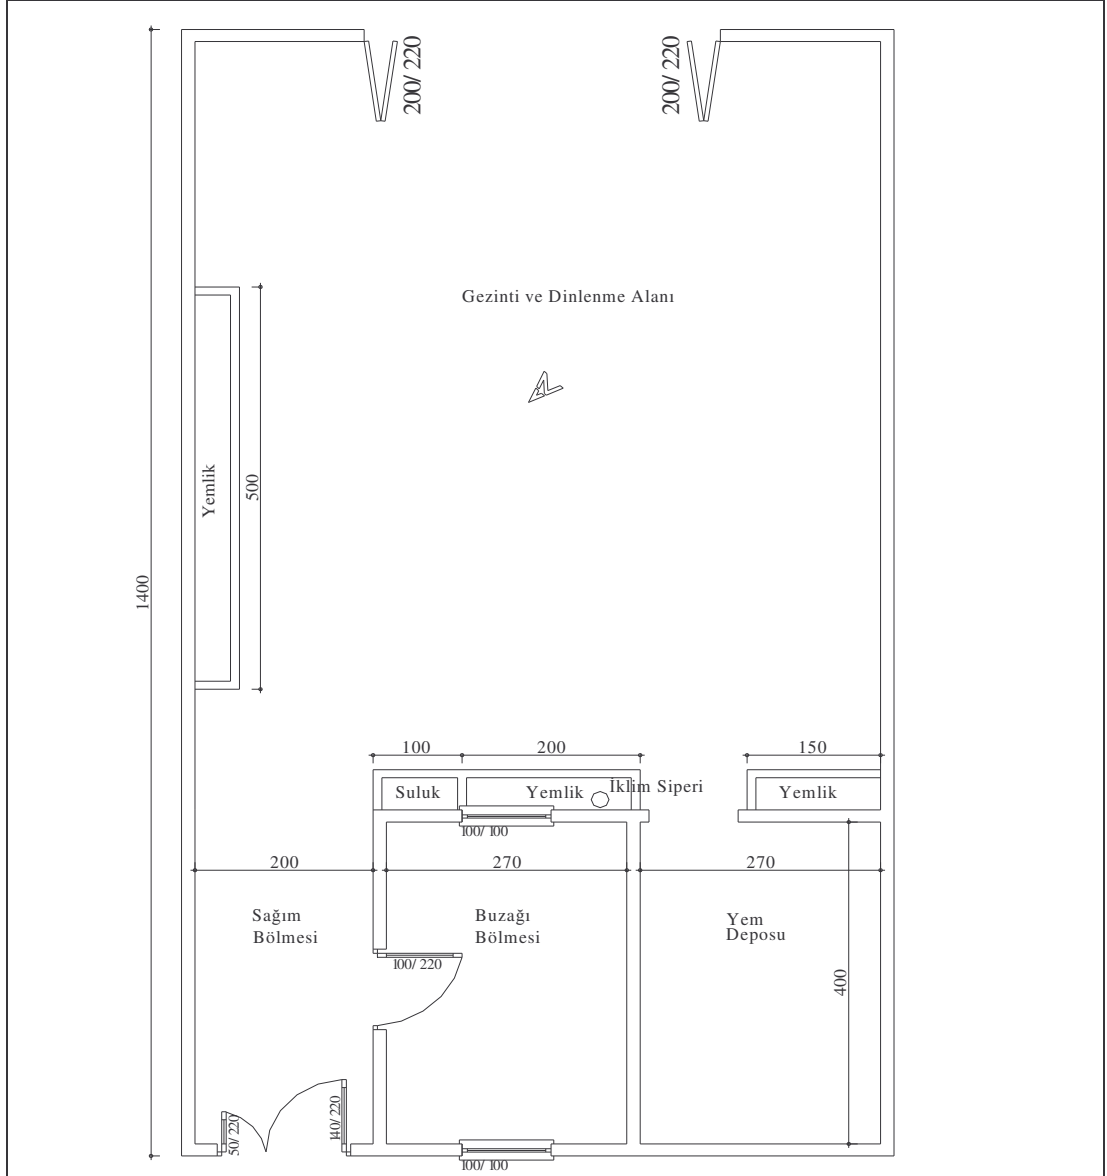 200/ 220
200/ 220
Gezinti ve Dinlenme Alanı
Yemlik
500
1400
100
200
150
Suluk
Yemlik
İklim Siperi
Yemlik
100/ 100
200
270
270
Sağım
Bölmesi
Buzağı
Bölmesi
Yem
Deposu
100/ 220
400
50/ 220
140/ 220
100/ 100